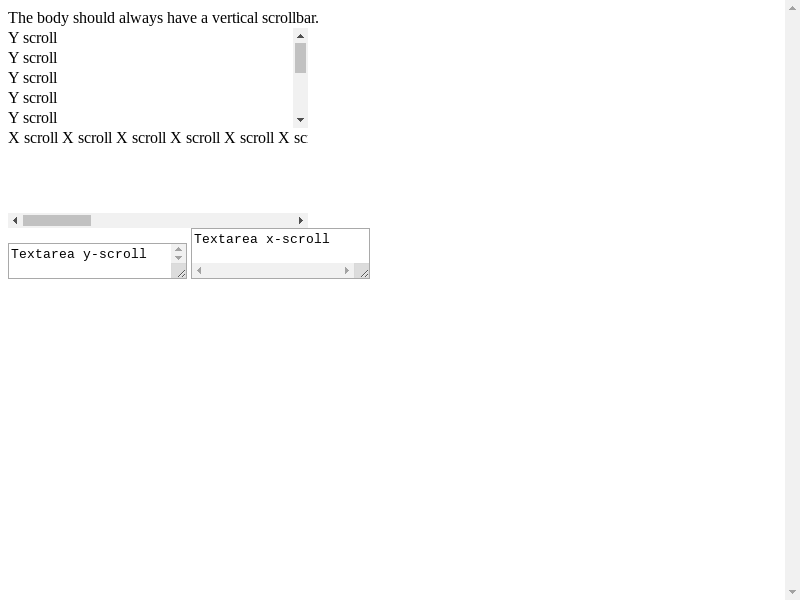 The body should always have a vertical scrollbar.
Y scroll
Y scroll
Y scroll
Y scroll
Y scroll
X scroll X scroll X scroll X scroll X scroll X sc
Textarea y-scroll
Textarea x-scroll